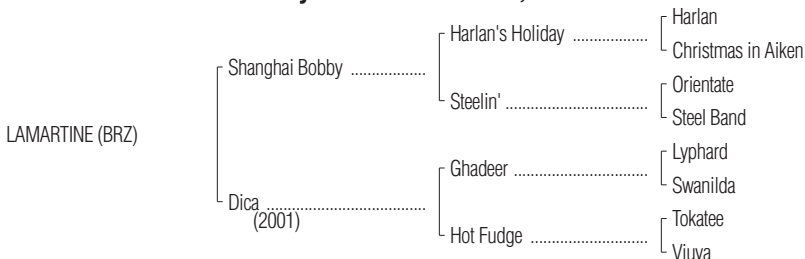 Harlan
Harlan's Holiday ..................
Christmas in Aiken
Shanghai Bobby ..................
Orientate
Steelin' ...........................
Steel Band
LAMARTINE (BRZ)
Lyphard
Ghadeer .........................
Swanilda
Dica ......................................
(2001)
Tokatee
Hot Fudge ............................
Viuva